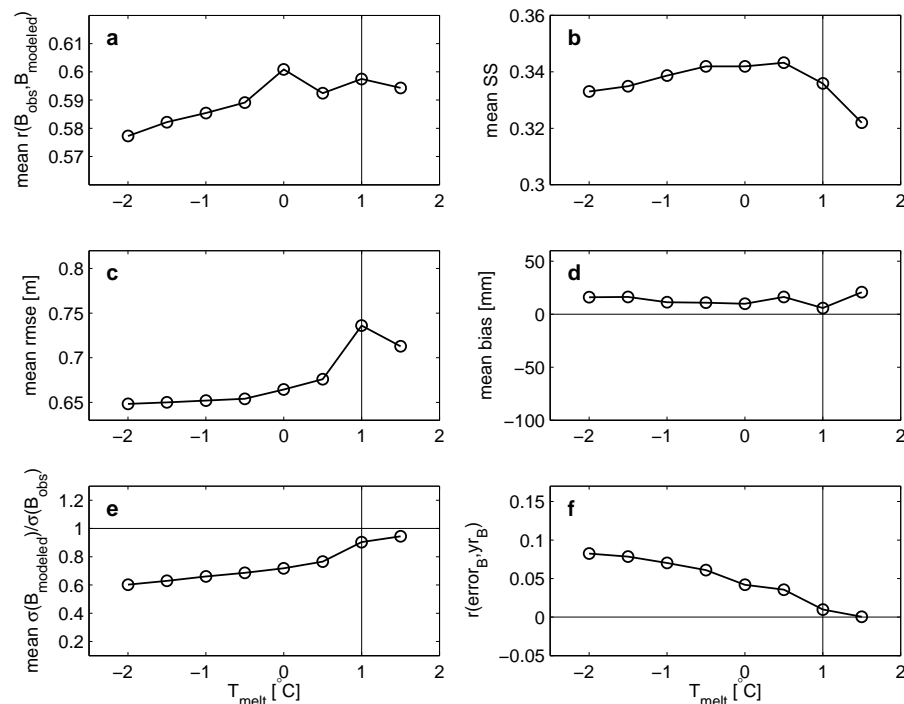 a
0.61
0.6
0.59
0.58
0.57
mean r(B_obs,B_modeled)
−2 −1 0 1 2
b
0.36
0.34
0.32
0.3
mean SS
−2 −1 0 1 2
c
0.8
0.75
0.7
0.65
mean rmse [m]
−2 −1 0 1 2
d
50
0
−50
−100
mean bias [mm]
−2 −1 0 1 2
e
1.2
1
0.8
0.6
0.4
0.2
mean σ(B_modeled)/σ(B_obs)
−2 −1 0 1 2
T_melt [°C]
f
0.15
0.1
0.05
0
−0.05
r(error_B,yr_B)
−2 −1 0 1 2
T_melt [°C]